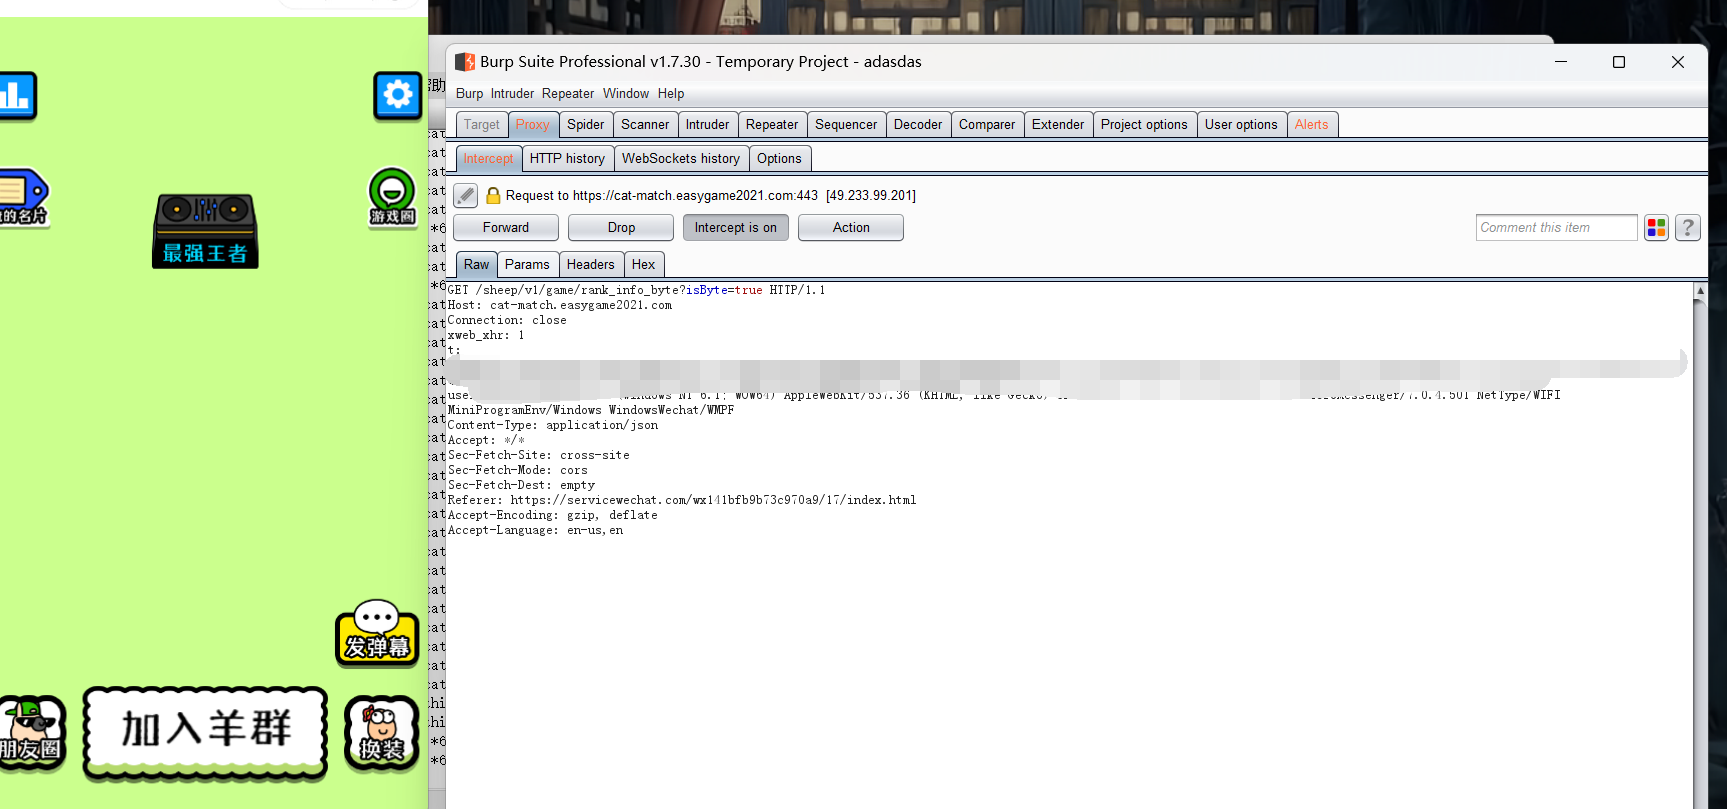 的名片
游戏圈
最强王者
发弹幕
朋友圈
加入羊群
换装
帮助
Burp Suite Professional v1.7.30 - Temporary Project - adasdas
Burp Intruder Repeater Window Help
Target Proxy Spider Scanner Intruder Repeater Sequencer Decoder Comparer Extender Project options User options Alerts
Intercept HTTP history WebSockets history Options
Request to https://cat-match.easygame2021.com:443 [49.233.99.201]
Forward Drop Intercept is on Action Comment this item ?
Raw Params Headers Hex
GET /sheep/v1/game/rank_info_byte?isByte=true HTTP/1.1
Host: cat-match.easygame2021.com
Connection: close
xweb_xhr: 1
t:
user (Windows NT 6.1; WOW64) AppleWebKit/537.36 (KHTML, like Gecko) messenger/7.0.4.501 NetType/WIFI
MiniProgramEnv/Windows WindowsWechat/WMPF
Content-Type: application/json
Accept: */*
Sec-Fetch-Site: cross-site
Sec-Fetch-Mode: cors
Sec-Fetch-Dest: empty
Referer: https://servicewechat.com/wx141bfb9b73c970a9/17/index.html
Accept-Encoding: gzip, deflate
Accept-Language: en-us,en